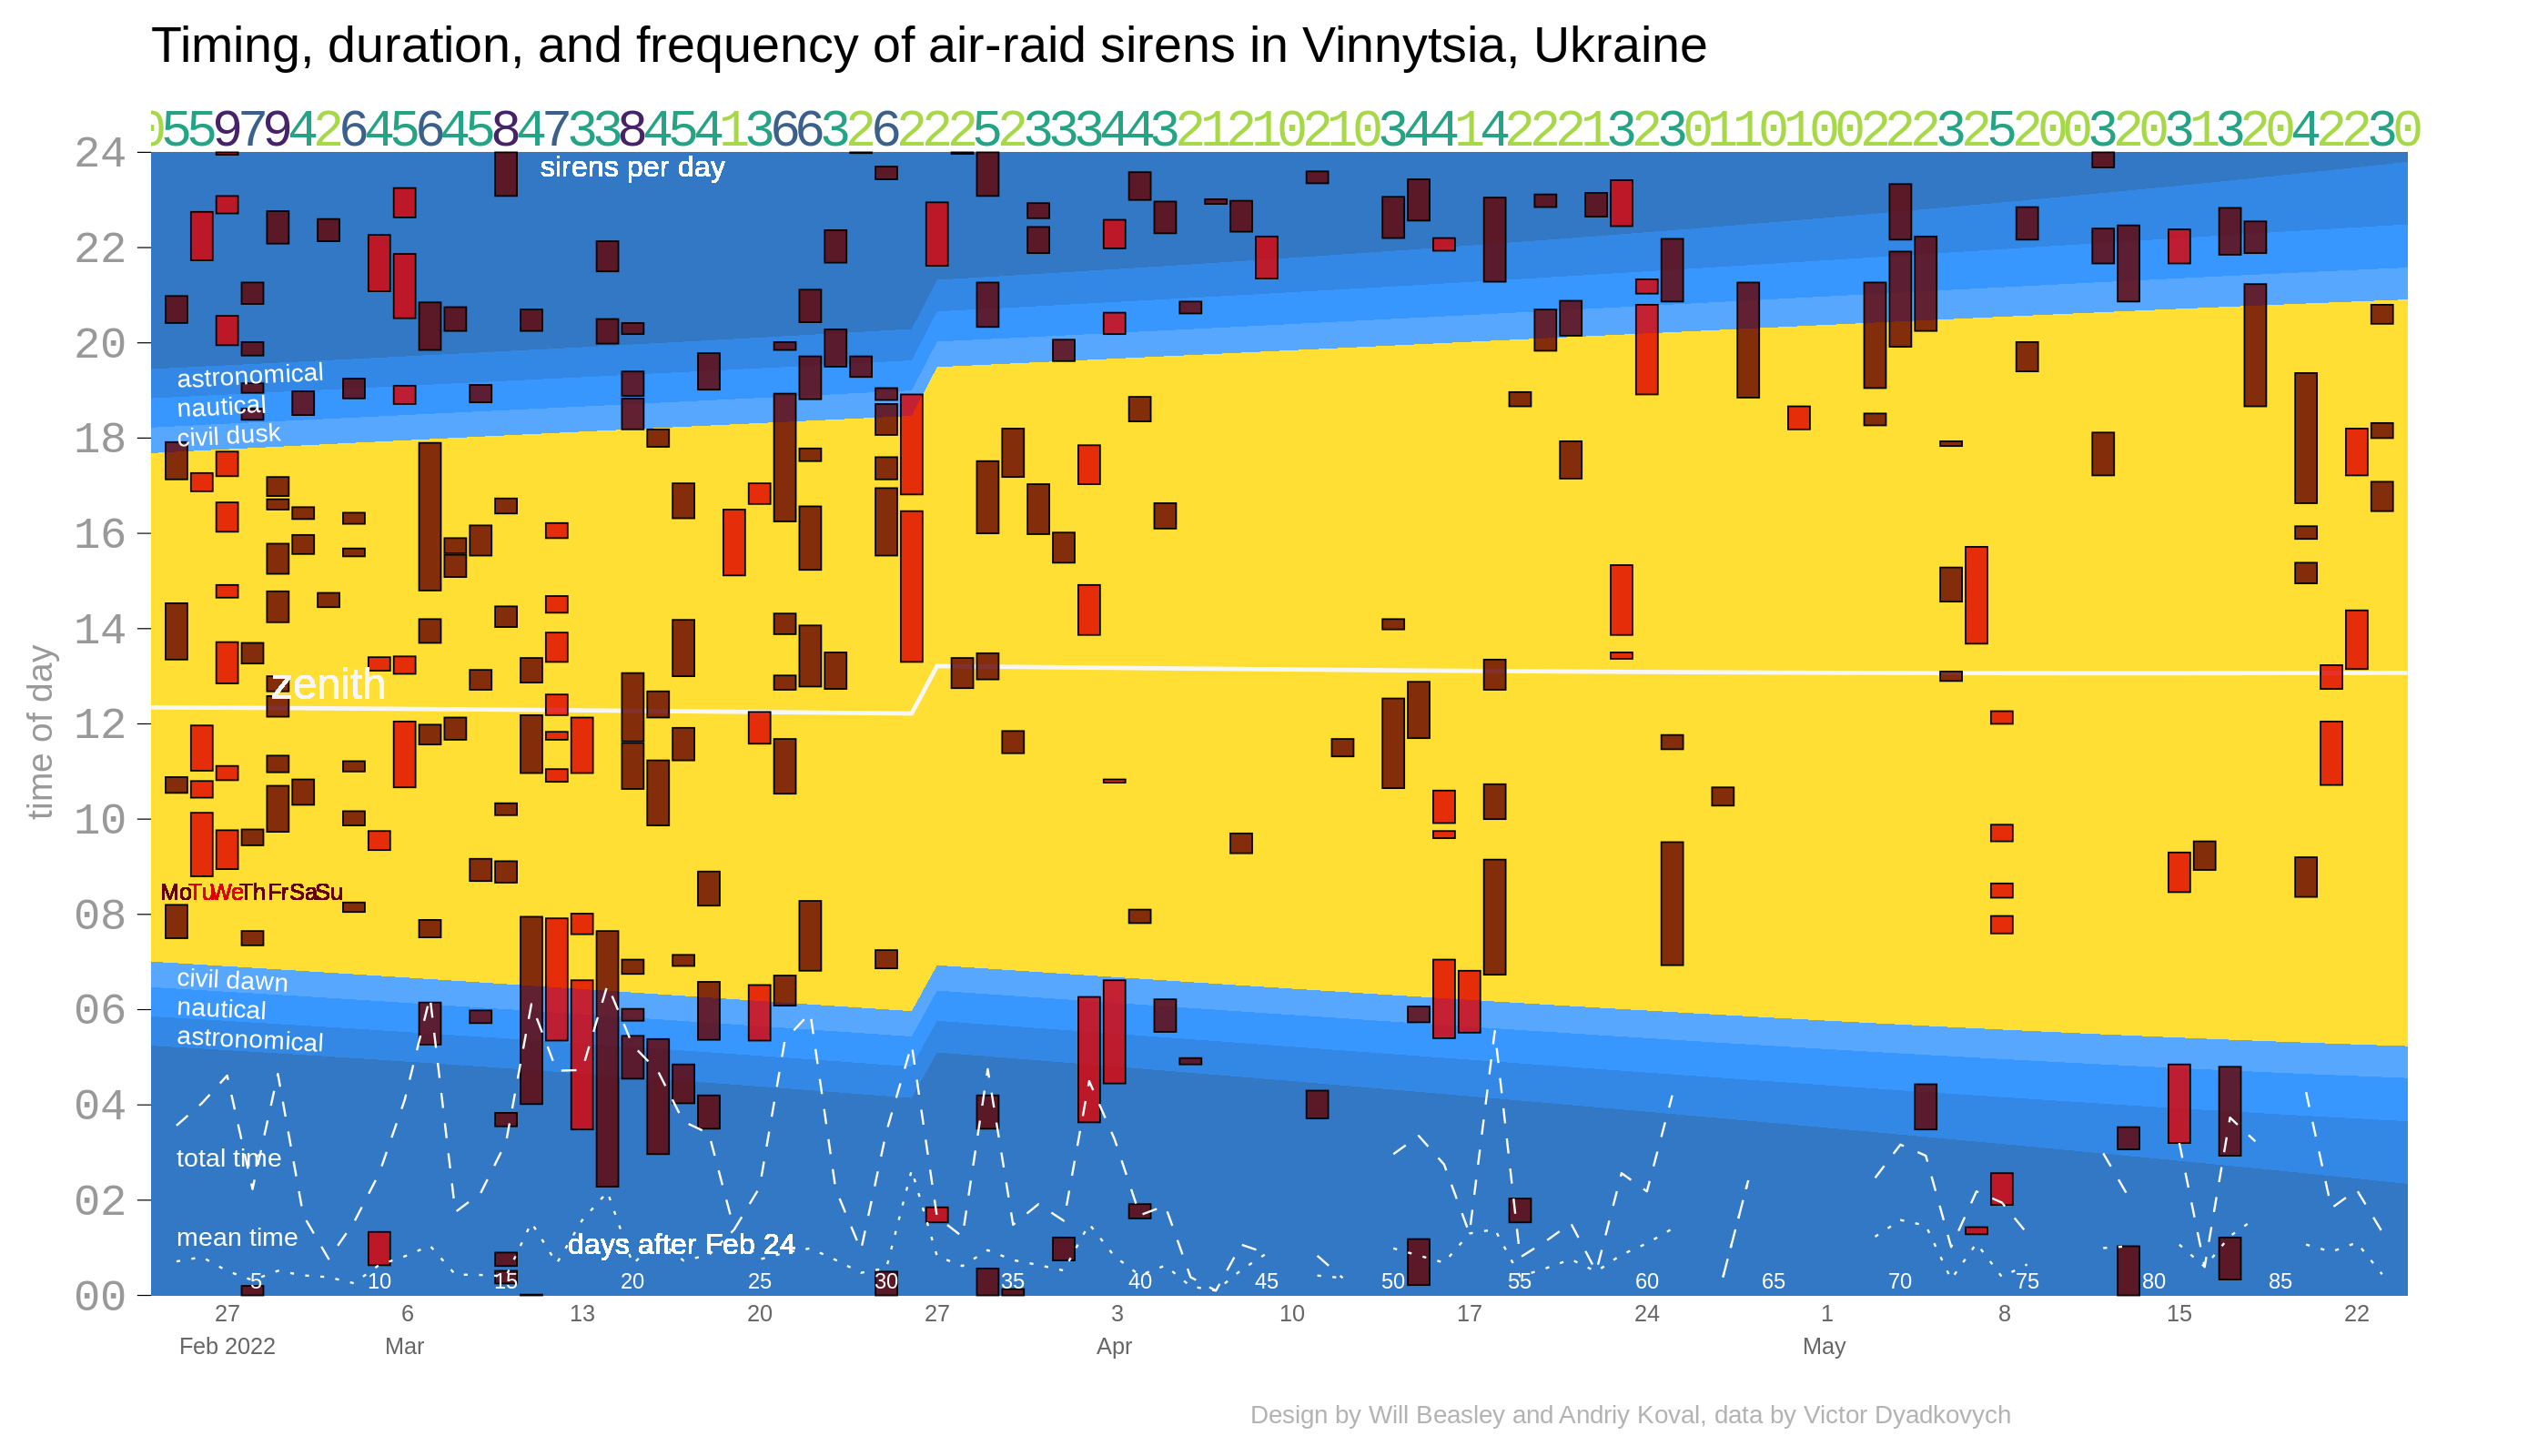 Timing, duration, and frequency of air-raid sirens in Vinnytsia, Ukraine
055979426456458473384541366326222523334432121021034414222132301101002223252003203132042230
24
sirens per day
22
20
astronomical
nautical
civil dusk
18
16
14
zenith
12
10
MoTuWeThFrSaSu
08
civil dawn
nautical
06
astronomical
04
total time
02
mean time
days after Feb 24
5 10 15 20 25 30 35 40 45 50 55 60 65 70 75 80 85
00
time of day
27 6 13 20 27 3 10 17 24 1 8 15 22
Feb 2022 Mar Apr May
Design by Will Beasley and Andriy Koval, data by Victor Dyadkovych